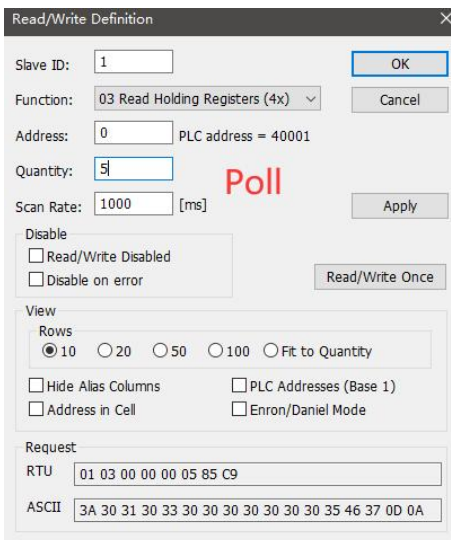 Read/Write Definition
Slave ID: 1 OK
Function: 03 Read Holding Registers (4x) Cancel
Address: 0 PLC address = 40001
Quantity: 5
Poll
Scan Rate: 1000 [ms] Apply
Disable
Read/Write Disabled
Disable on error Read/Write Once
View
Rows
10 20 50 100 Fit to Quantity
Hide Alias Columns PLC Addresses (Base 1)
Address in Cell Enron/Daniel Mode
Request
RTU 01 03 00 00 00 05 85 C9
ASCII 3A 30 31 30 33 30 30 30 30 30 30 30 35 46 37 0D 0A